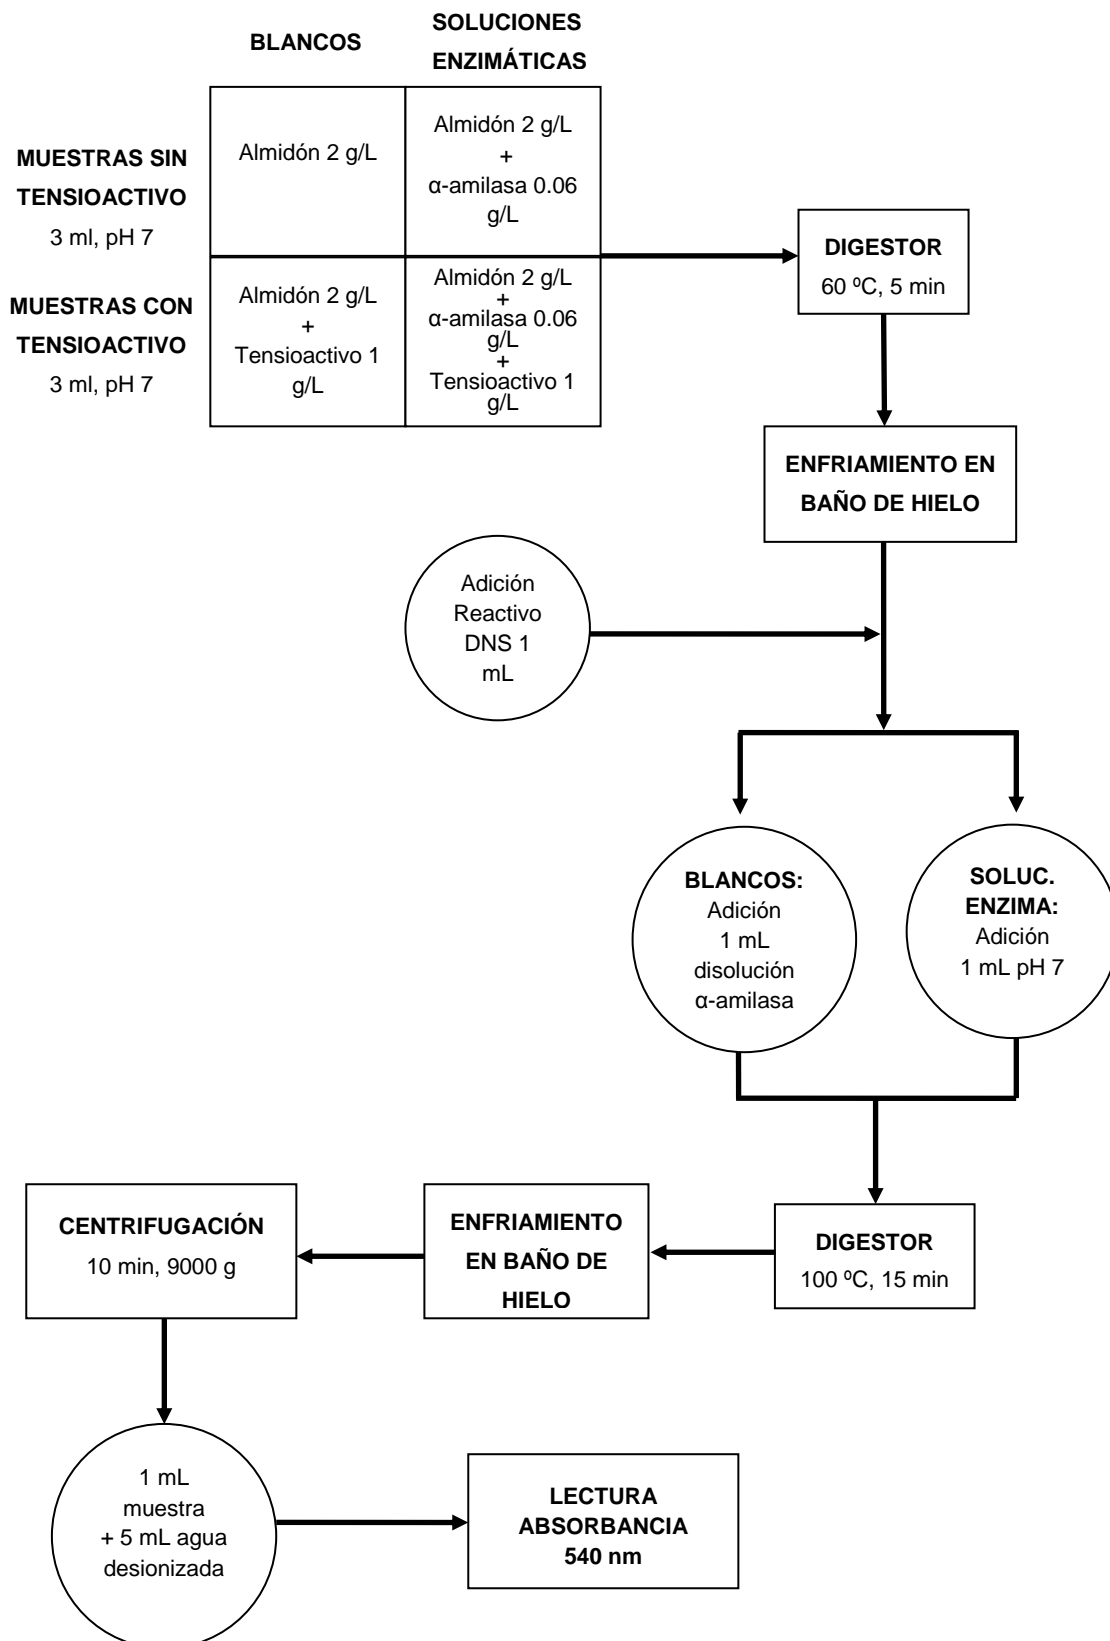 BLANCOS
SOLUCIONES
ENZIMÁTICAS
MUESTRAS SIN
TENSIOACTIVO
3 ml, pH 7
Almidón 2 g/L
Almidón 2 g/L
+
α-amilasa 0.06
g/L
MUESTRAS CON
TENSIOACTIVO
3 ml, pH 7
Almidón 2 g/L
+
Tensioactivo 1
g/L
Almidón 2 g/L
+
α-amilasa 0.06
g/L
+
Tensioactivo 1
g/L
DIGESTOR
60 ºC, 5 min
ENFRIAMIENTO EN
BAÑO DE HIELO
Adición
Reactivo
DNS 1
mL
BLANCOS:
Adición
1 mL
disolución
α-amilasa
SOLUC.
ENZIMA:
Adición
1 mL pH 7
DIGESTOR
100 ºC, 15 min
ENFRIAMIENTO
EN BAÑO DE
HIELO
CENTRIFUGACIÓN
10 min, 9000 g
1 mL
muestra
+ 5 mL agua
desionizada
LECTURA
ABSORBANCIA
540 nm